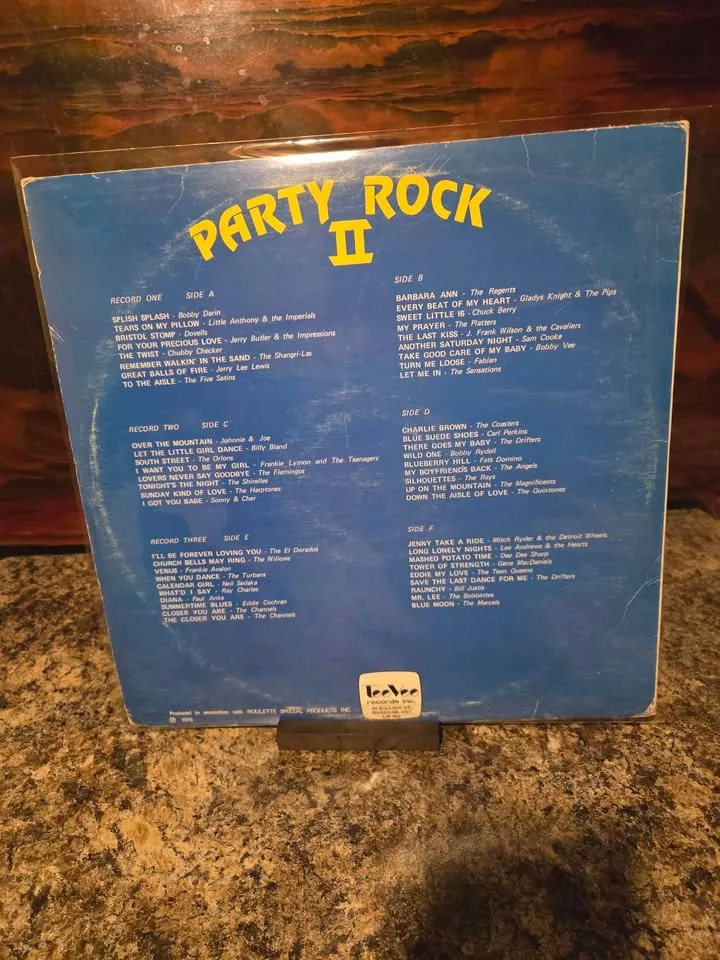 PARTY ROCK
II
RECORD ONE SIDE A
SPLISH SPLASH - Bobby Darin
TEARS ON MY PILLOW - Little Anthony & the Imperials
BRISTOL STOMP - Dovells
FOR YOUR PRECIOUS LOVE - Jerry Butler & the Impressions
THE TWIST - Chubby Checker
REMEMBER WALKIN' IN THE SAND - The Shangri-Las
GREAT BALLS OF FIRE - Jerry Lee Lewis
TO THE AISLE - The Five Satins
SIDE B
BARBARA ANN - The Regents
EVERY BEAT OF MY HEART - Gladys Knight & The Pips
SWEET LITTLE 16 - Chuck Berry
MY PRAYER - The Platters
THE LAST KISS - J. Frank Wilson & the Cavaliers
ANOTHER SATURDAY NIGHT - Sam Cooke
TAKE GOOD CARE OF MY BABY - Bobby Vee
TURN ME LOOSE - Fabian
LET ME IN - The Sensations
RECORD TWO SIDE C
OVER THE MOUNTAIN - Johnnie & Joe
LET THE LITTLE GIRL DANCE - Billy Bland
SOUTH STREET - The Orlons
I WANT YOU TO BE MY GIRL - Frankie Lymon and The Teenagers
LOVERS NEVER SAY GOODBYE - The Flamingos
TONIGHT'S THE NIGHT - The Shirelles
SUNDAY KIND OF LOVE - The Harptones
I GOT YOU BABE - Sonny & Cher
SIDE D
CHARLIE BROWN - The Coasters
BLUE SUEDE SHOES - Carl Perkins
THERE GOES MY BABY - The Drifters
WILD ONE - Bobby Rydell
BLUEBERRY HILL - Fats Domino
MY BOYFRIENDS BACK - The Angels
SILHOUETTES - The Rays
UP ON THE MOUNTAIN - The Magnificents
DOWN THE AISLE OF LOVE - The Quintones
RECORD THREE SIDE E
I'LL BE FOREVER LOVING YOU - The El Dorados
CHURCH BELLS MAY RING - The Willows
VENUS - Frankie Avalon
WHEN YOU DANCE - The Turbans
CALENDAR GIRL - Neil Sedaka
WHAT'D I SAY - Ray Charles
DIANA - Paul Anka
SUMMERTIME BLUES - Eddie Cochran
CLOSER YOU ARE - The Channels
THE CLOSER YOU ARE - The Channels
SIDE F
JENNY TAKE A RIDE - Mitch Ryder & the Detroit Wheels
LONG LONELY NIGHTS - Lee Andrews & the Hearts
MASHED POTATO TIME - Dee Dee Sharp
TOWER OF STRENGTH - Gene MacDaniels
EDDIE MY LOVE - The Teen Queens
SAVE THE LAST DANCE FOR ME - The Drifters
RAUNCHY - Bill Justis
MR. LEE - The Bobbettes
BLUE MOON - The Marcels
Produced in association with ROULETTE SPECIAL PRODUCTS INC.
℗ 1976
TeeVee
records inc.
MARKHAM, ONT.